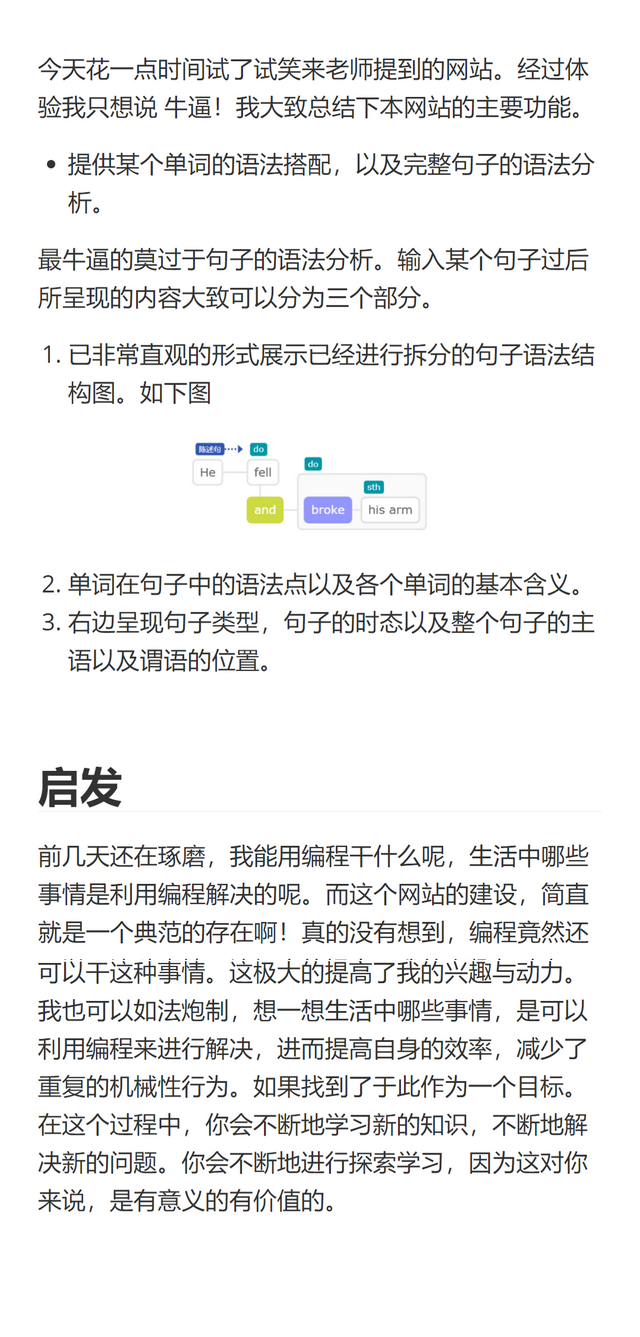 今天花一点时间试了试笑来老师提到的网站。经过体
验我只想说 牛逼！我大致总结下本网站的主要功能。
• 提供某个单词的语法搭配，以及完整句子的语法分
析。
最牛逼的莫过于句子的语法分析。输入某个句子过后
所呈现的内容大致可以分为三个部分。
1. 已非常直观的形式展示已经进行拆分的句子语法结
构图。如下图
陈述句 do
He fell
do
sth
and broke his arm
2. 单词在句子中的语法点以及各个单词的基本含义。
3. 右边呈现句子类型，句子的时态以及整个句子的主
语以及谓语的位置。
启发
前几天还在琢磨，我能用编程干什么呢，生活中哪些
事情是利用编程解决的呢。而这个网站的建设，简直
就是一个典范的存在啊！真的没有想到，编程竟然还
可以干这种事情。这极大的提高了我的兴趣与动力。
我也可以如法炮制，想一想生活中哪些事情，是可以
利用编程来进行解决，进而提高自身的效率，减少了
重复的机械性行为。如果找到了于此作为一个目标。
在这个过程中，你会不断地学习新的知识，不断地解
决新的问题。你会不断地进行探索学习，因为这对你
来说，是有意义的有价值的。